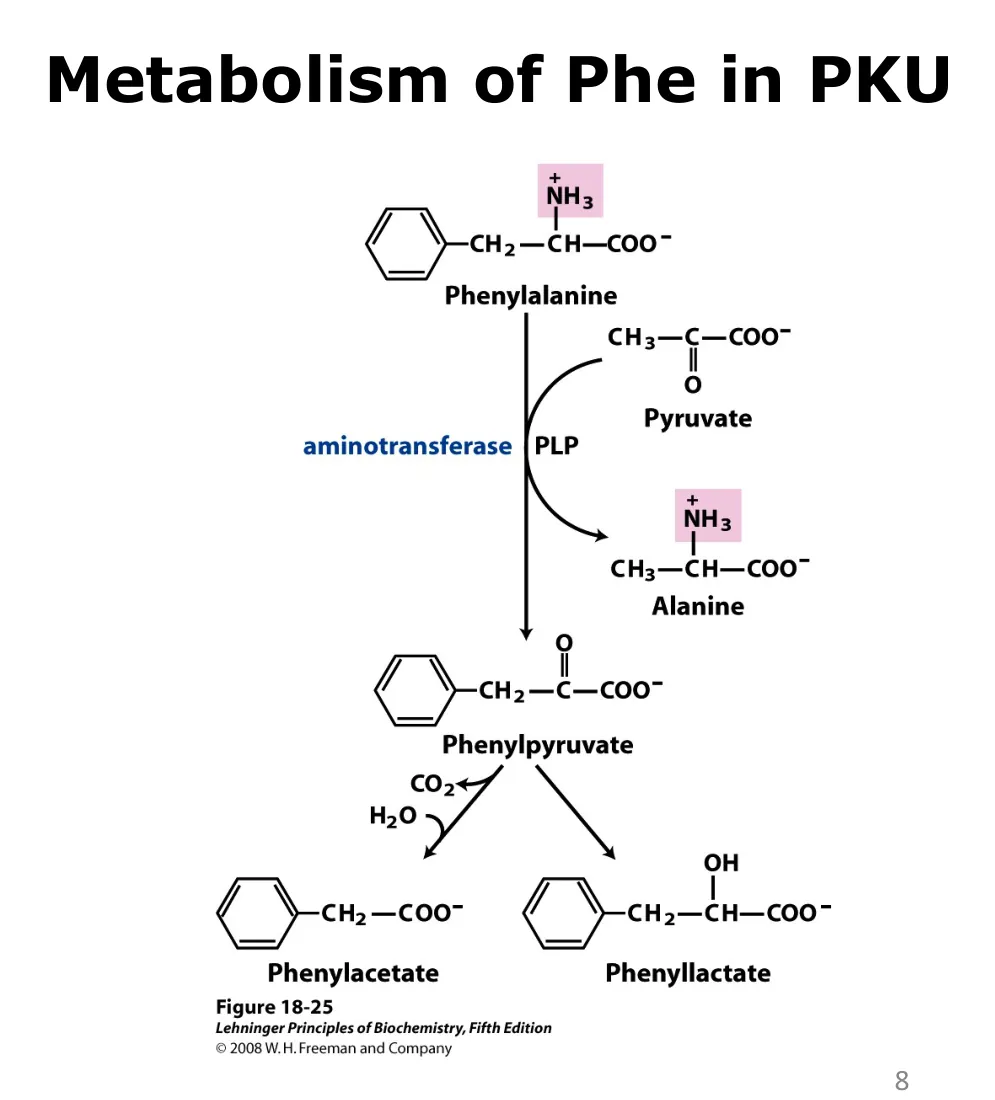 Metabolism of Phe in PKU
+
NH3
CH2—CH—COO−
Phenylalanine
CH3—C—COO−
O
Pyruvate
aminotransferase PLP
+
NH3
CH3—CH—COO−
Alanine
O
CH2—C—COO−
Phenylpyruvate
CO2
H2O
OH
CH2—COO−
CH2—CH—COO−
Phenylacetate
Phenyllactate
Figure 18-25
Lehninger Principles of Biochemistry, Fifth Edition
© 2008 W. H. Freeman and Company
8